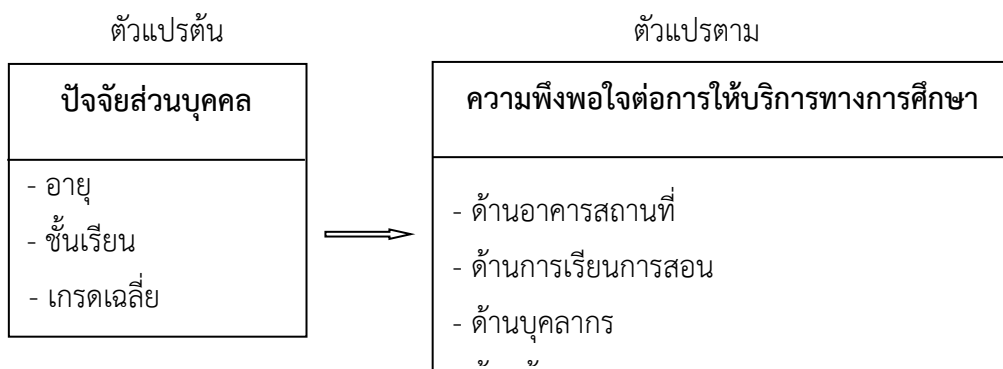 ตัวแปรต้น
ตัวแปรตาม
ปัจจัยส่วนบุคคล
- อายุ
- ชั้นเรียน
- เกรดเฉลี่ย
ความพึงพอใจต่อการให้บริการทางการศึกษา
- ด้านอาคารสถานที่
- ด้านการเรียนการสอน
- ด้านบุคลากร